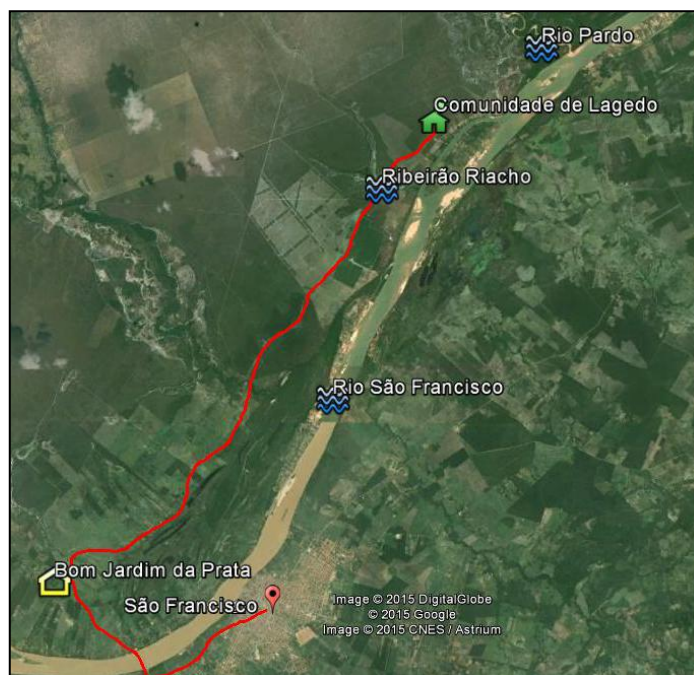 Rio Pardo
Comunidade de Lagedo
Ribeirão Riacho
Rio São Francisco
Bom Jardim da Prata
São Francisco
Image © 2015 DigitalGlobe
© 2015 Google
Image © 2015 CNES / Astrium